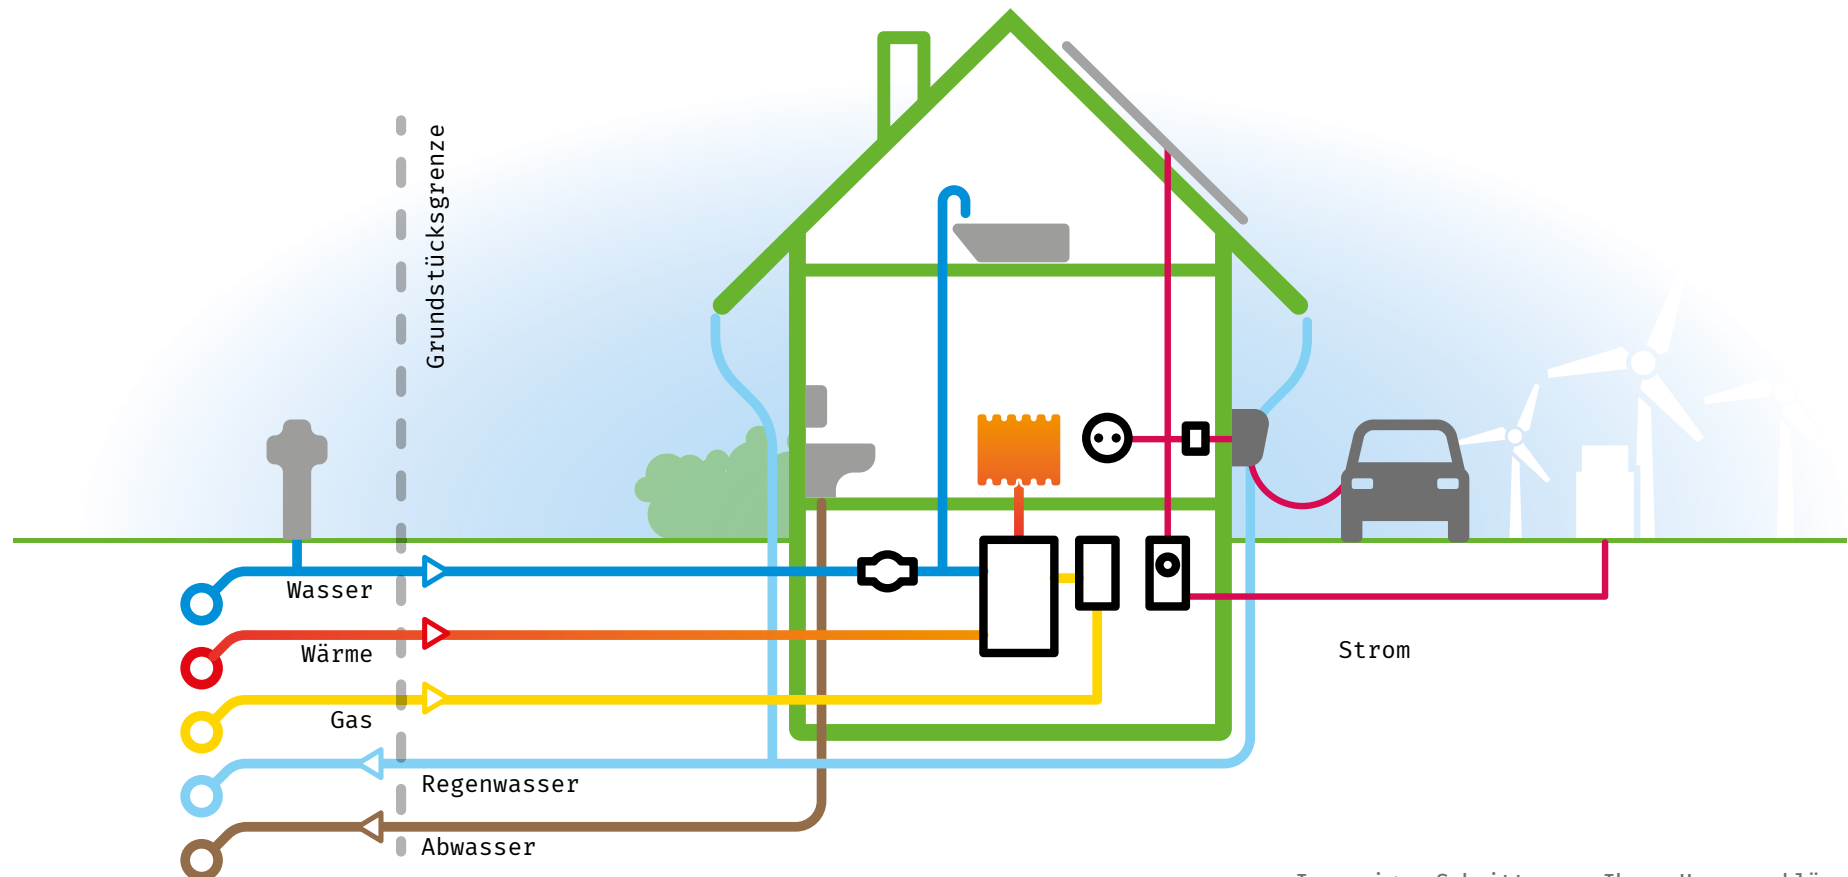 Grundstücksgrenze
Wasser
Wärme
Strom
Gas
Regenwasser
Abwasser